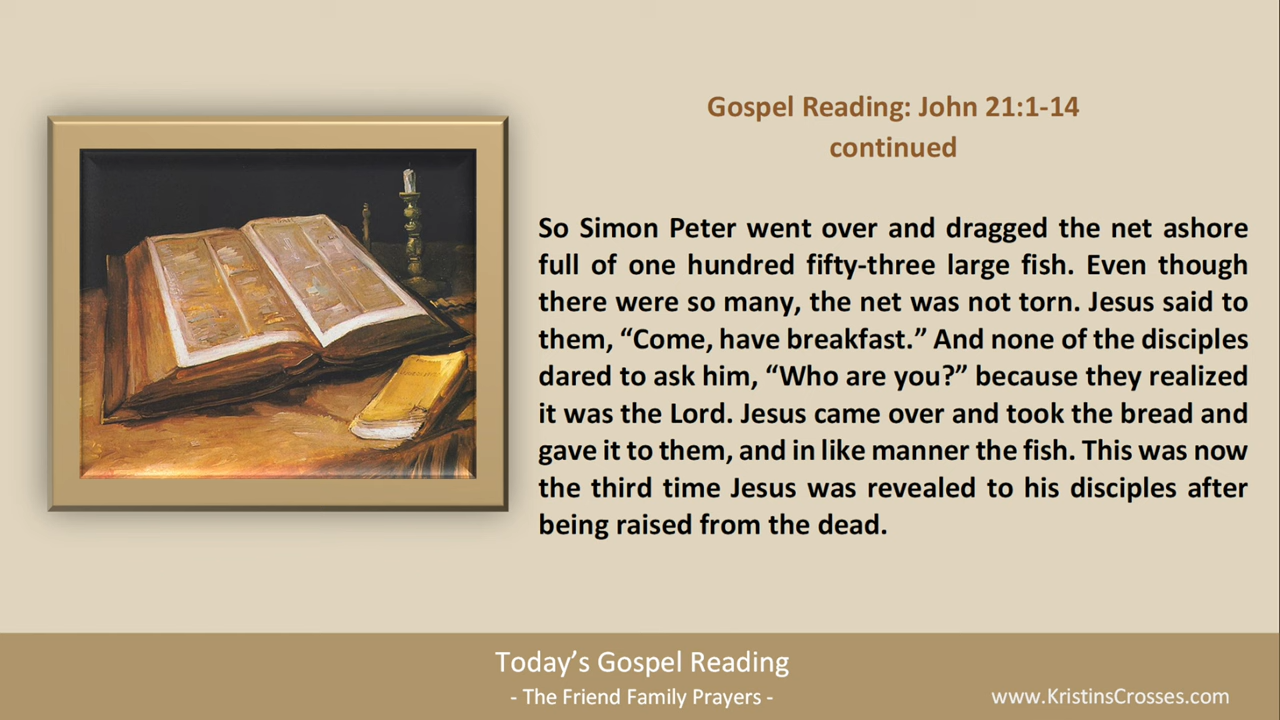 Gospel Reading: John 21:1-14
continued
So Simon Peter went over and dragged the net ashore
full of one hundred fifty-three large fish. Even though
there were so many, the net was not torn. Jesus said to
them, “Come, have breakfast.” And none of the disciples
dared to ask him, “Who are you?” because they realized
it was the Lord. Jesus came over and took the bread and
gave it to them, and in like manner the fish. This was now
the third time Jesus was revealed to his disciples after
being raised from the dead.
Today’s Gospel Reading
- The Friend Family Prayers -
www.KristinsCrosses.com